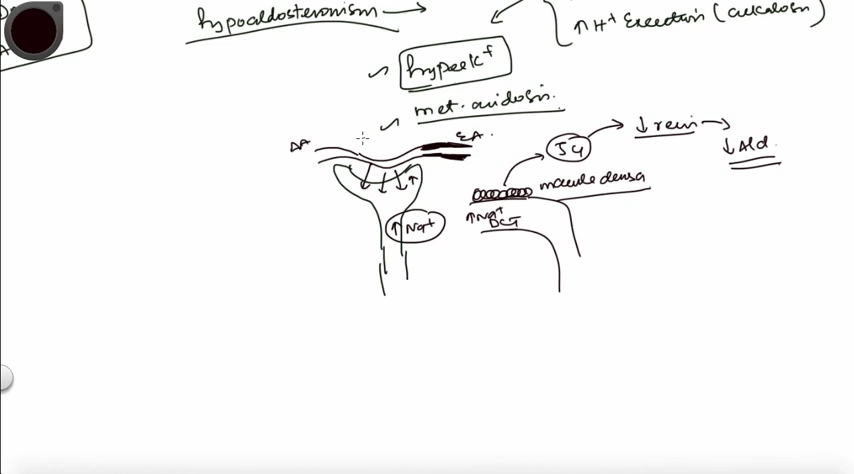 hypoaldosteronism →
↑ H+ Excretion (alkalosis)
hyperK+
met. acidosis.
AA
EA.
JG
↓ renin →
↓ Ald.
macula densa
↑ Na+
↑ Na+
DCT